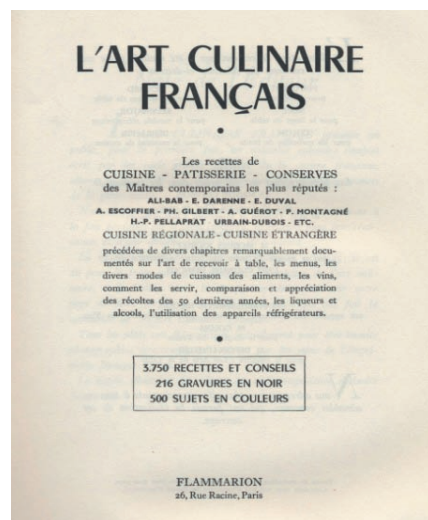 L'ART CULINAIRE
FRANÇAIS
•
Les recettes de
CUISINE - PATISSERIE - CONSERVES
des Maîtres contemporains les plus réputés :
ALI-BAB - E. DARENNE - E. DUVAL
A. ESCOFFIER - PH. GILBERT - A. GUÉROT - P. MONTAGNÉ
H.-P. PELLAPRAT URBAIN-DUBOIS - ETC.
CUISINE RÉGIONALE - CUISINE ÉTRANGÈRE
précédées de divers chapitres remarquablement docu-
mentés sur l'art de recevoir à table, les menus, les
divers modes de cuisson des aliments, les vins,
comment les servir, comparaison et appréciation
des récoltes des 50 dernières années, les liqueurs et
alcools, l'utilisation des appareils réfrigérateurs.
•
3.750 RECETTES ET CONSEILS
216 GRAVURES EN NOIR
500 SUJETS EN COULEURS
FLAMMARION
26, Rue Racine, Paris